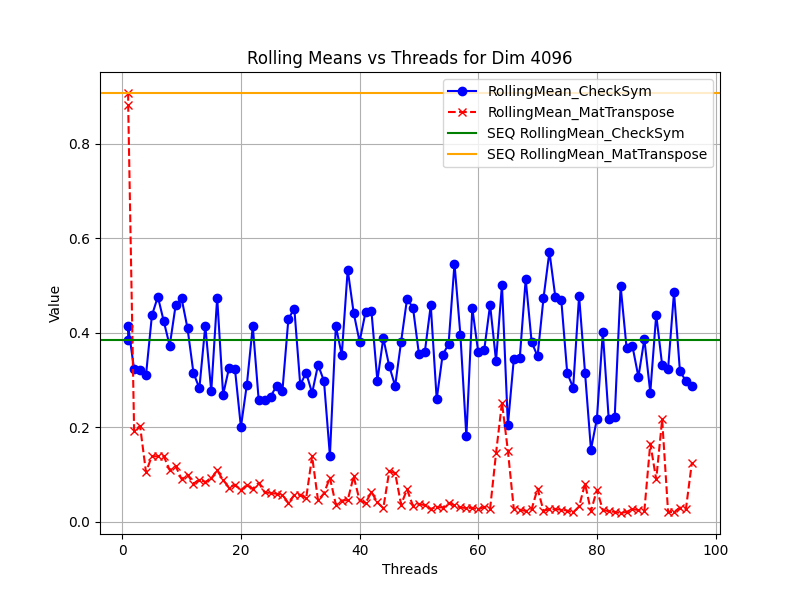 Rolling Means vs Threads for Dim 4096
RollingMean_CheckSym
RollingMean_MatTranspose
SEQ RollingMean_CheckSym
SEQ RollingMean_MatTranspose
Value
0.8
0.6
0.4
0.2
0.0
0 20 40 60 80 100
Threads